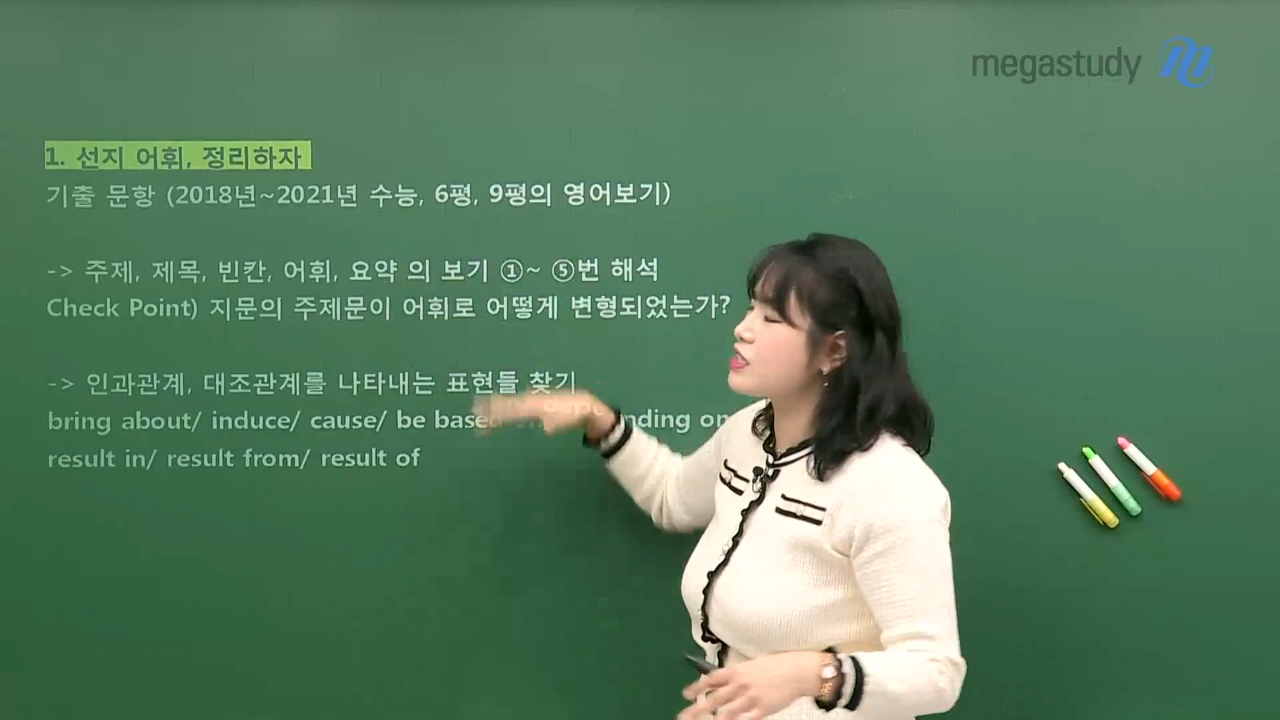 megastudy
1. 선지 어휘, 정리하자
기출 문항 (2018년~2021년 수능, 6평, 9평의 영어보기)
-> 주제, 제목, 빈칸, 어휘, 요약 의 보기 ①~ ⑤번 해석
Check Point) 지문의 주제문이 어휘로 어떻게 변형되었는가?
-> 인과관계, 대조관계를 나타내는 표현들 찾기
bring about/ induce/ cause/ be based
result in/ result from/ result of